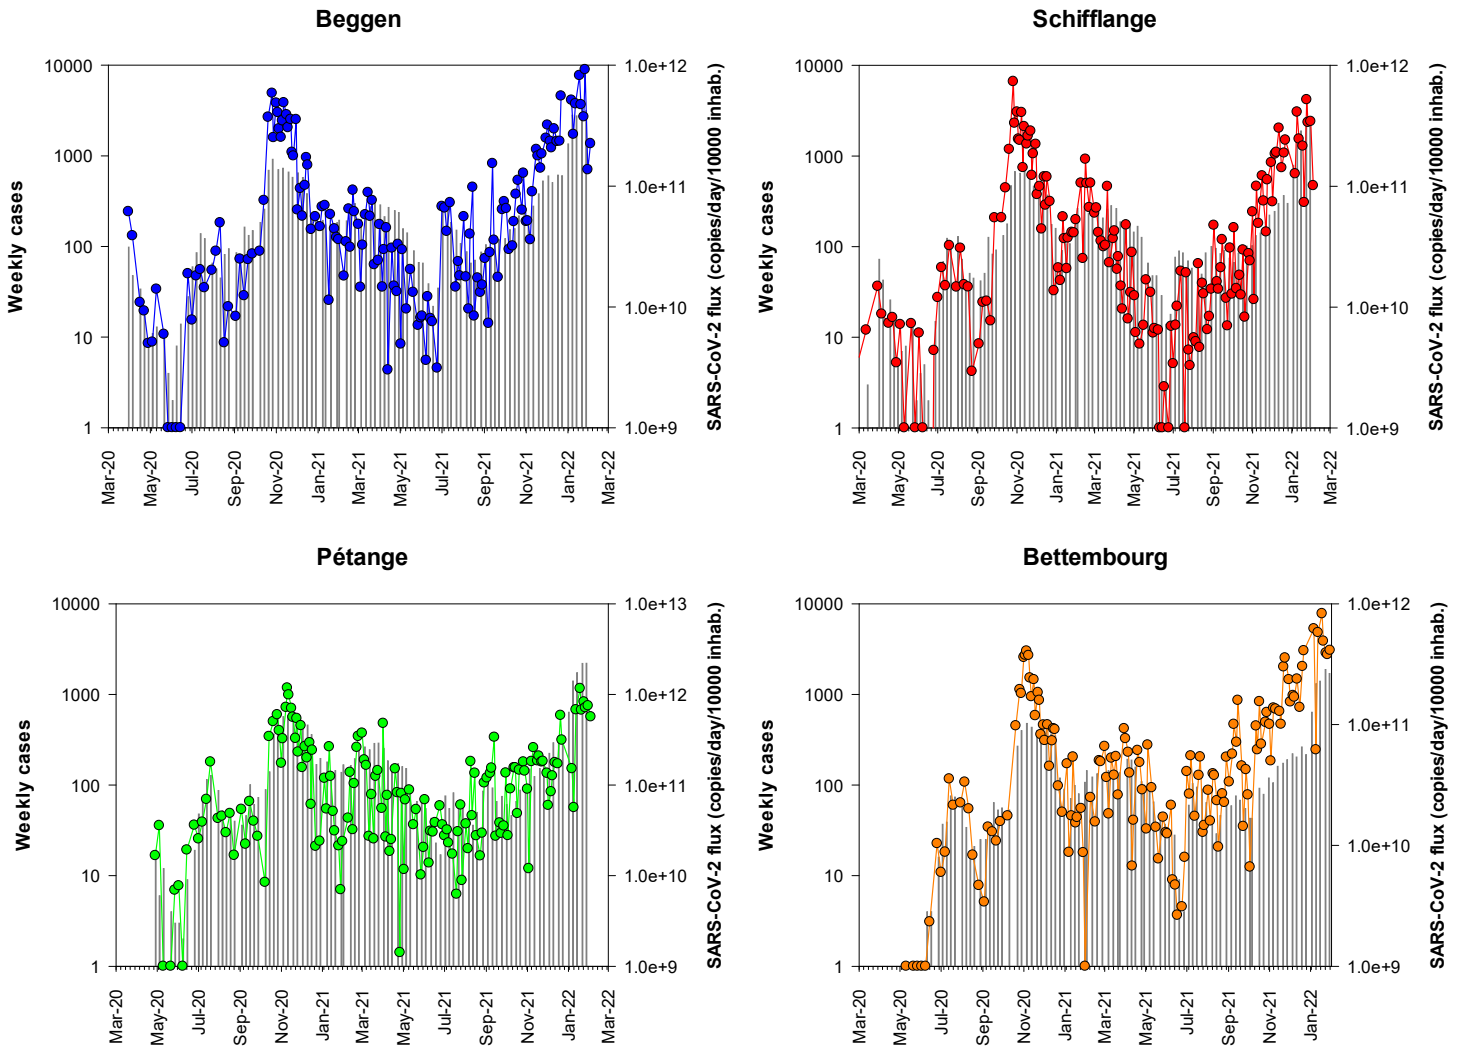 Beggen
Weekly cases
10000
1000
100
10
1
1.0e+12
1.0e+11
1.0e+10
1.0e+9
SARS-CoV-2 flux (copies/day/10000 inhab.)
Mar-20
May-20
Jul-20
Sep-20
Nov-20
Jan-21
Mar-21
May-21
Jul-21
Sep-21
Nov-21
Jan-22
Mar-22
Schifflange
Weekly cases
10000
1000
100
10
1
1.0e+12
1.0e+11
1.0e+10
1.0e+9
SARS-CoV-2 flux (copies/day/10000 inhab.)
Mar-20
May-20
Jul-20
Sep-20
Nov-20
Jan-21
Mar-21
May-21
Jul-21
Sep-21
Nov-21
Jan-22
Mar-22
Pétange
Weekly cases
10000
1000
100
10
1
1.0e+13
1.0e+12
1.0e+11
1.0e+10
1.0e+9
SARS-CoV-2 flux (copies/day/10000 inhab.)
Mar-20
May-20
Jul-20
Sep-20
Nov-20
Jan-21
Mar-21
May-21
Jul-21
Sep-21
Nov-21
Jan-22
Mar-22
Bettembourg
Weekly cases
10000
1000
100
10
1
1.0e+12
1.0e+11
1.0e+10
1.0e+9
SARS-CoV-2 flux (copies/day/10000 inhab.)
Mar-20
May-20
Jul-20
Sep-20
Nov-20
Jan-21
Mar-21
May-21
Jul-21
Sep-21
Nov-21
Jan-22